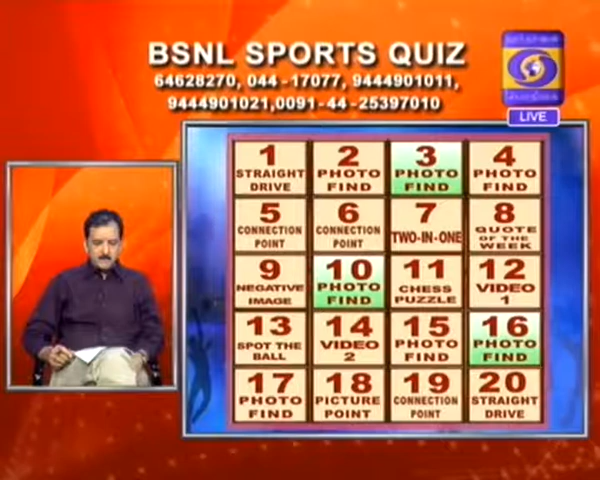 BSNL SPORTS QUIZ
64628270, 044-17077, 9444901011,
9444901021,0091-44-25397010
LIVE
1
STRAIGHT
DRIVE
2
PHOTO
FIND
3
PHOTO
FIND
4
PHOTO
FIND
5
CONNECTION
POINT
6
CONNECTION
POINT
7
TWO-IN-ONE
8
QUOTE
OF THE
WEEK
9
NEGATIVE
IMAGE
10
PHOTO
FIND
11
CHESS
PUZZLE
12
VIDEO
1
13
SPOT THE
BALL
14
VIDEO
2
15
PHOTO
FIND
16
PHOTO
FIND
17
PHOTO
FIND
18
PICTURE
POINT
19
CONNECTION
POINT
20
STRAIGHT
DRIVE